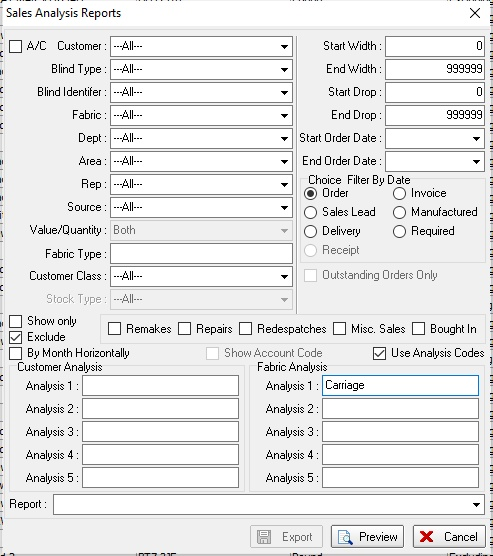 Sales Analysis Reports
A/C Customer : ---All---
Blind Type : ---All---
Blind Identifer : ---All---
Fabric : ---All---
Dept : ---All---
Area : ---All---
Rep : ---All---
Source : ---All---
Value/Quantity : Both
Fabric Type :
Customer Class : ---All---
Stock Type : ---All---
Start Width : 0
End Width : 999999
Start Drop : 0
End Drop : 999999
Start Order Date :
End Order Date :
Choice Filter By Date
Order Invoice
Sales Lead Manufactured
Delivery Required
Receipt
Outstanding Orders Only
Show only
Exclude
Remakes Repairs Redespatches Misc. Sales Bought In
By Month Horizontally Show Account Code Use Analysis Codes
Customer Analysis
Analysis 1 :
Analysis 2 :
Analysis 3 :
Analysis 4 :
Analysis 5 :
Fabric Analysis
Analysis 1 : Carriage
Analysis 2 :
Analysis 3 :
Analysis 4 :
Analysis 5 :
Report :
Export Preview Cancel